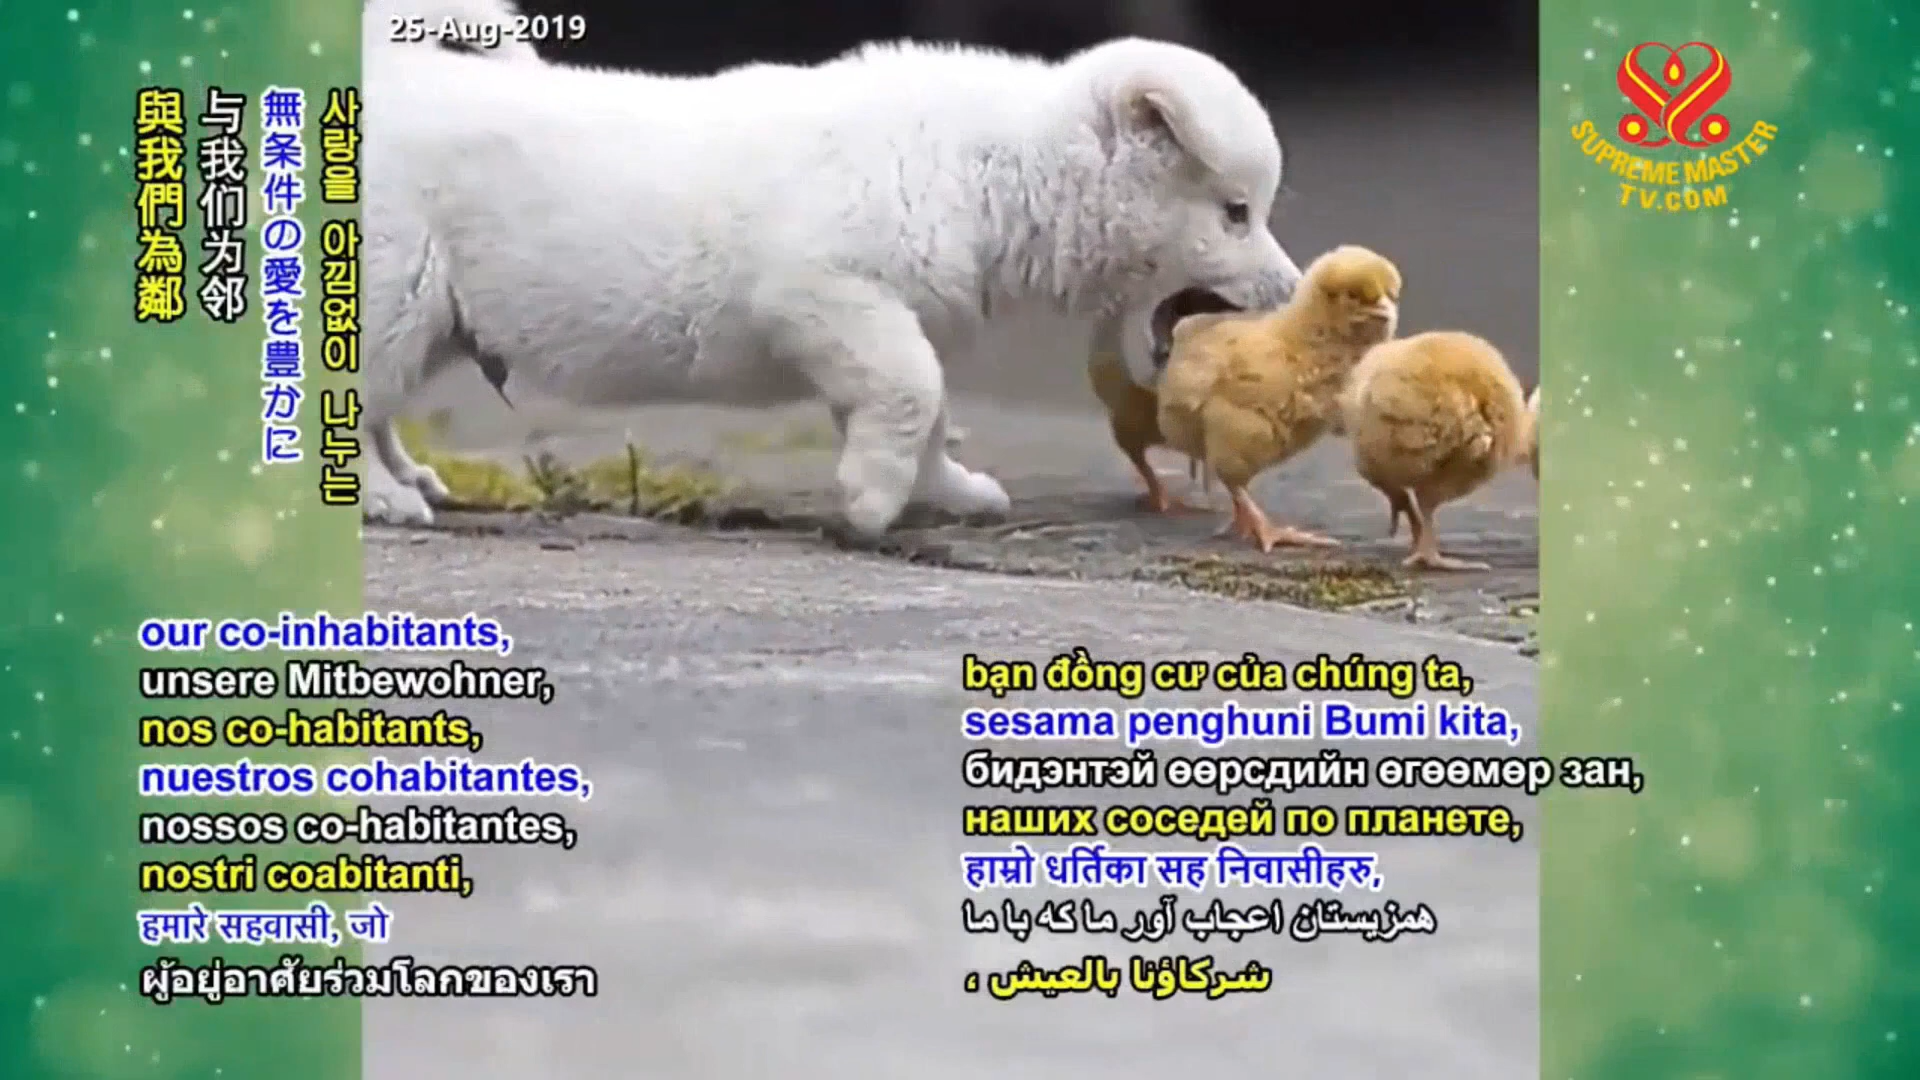 25-Aug-2019
SUPREME MASTER
TV.COM
與我們為鄰
与我们为邻
無条件の愛を豊かに
사랑을 아낌없이 나누는
our co-inhabitants,
unsere Mitbewohner,
nos co-habitants,
nuestros cohabitantes,
nossos co-habitantes,
nostri coabitanti,
हमारे सहवासी, जो
ผู้อยู่อาศัยร่วมโลกของเรา
bạn đồng cư của chúng ta,
sesama penghuni Bumi kita,
бидэнтэй өөрсдийн өгөөмөр зан,
наших соседей по планете,
हाम्रो धर्तिका सह निवासीहरु,
همزیستان اعجاب آور ما که با ما
شركاؤنا بالعيش ،